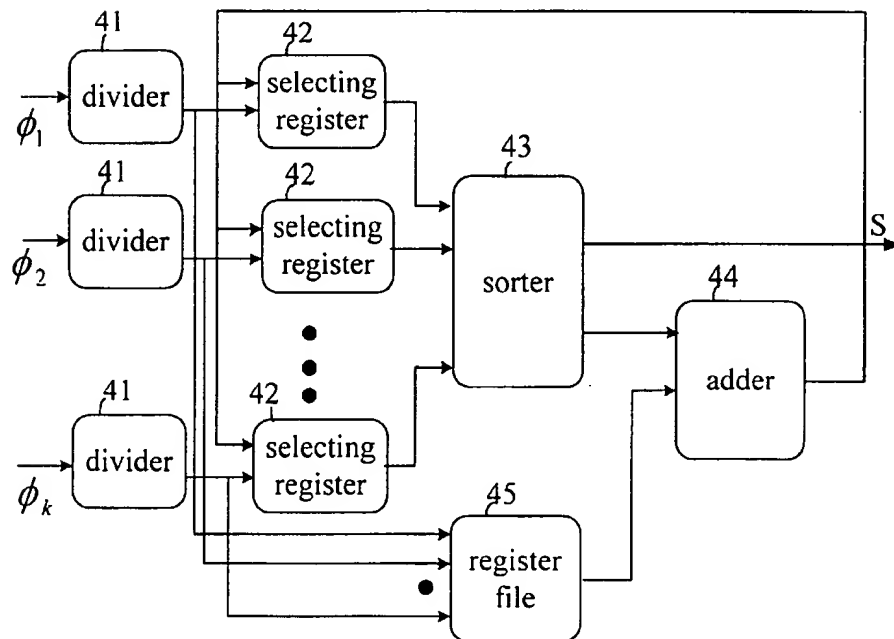 41
divider
ϕ₁
42
selecting
register
41
divider
ϕ₂
42
selecting
register
43
sorter
S
44
adder
41
divider
ϕₖ
42
selecting
register
45
register
file